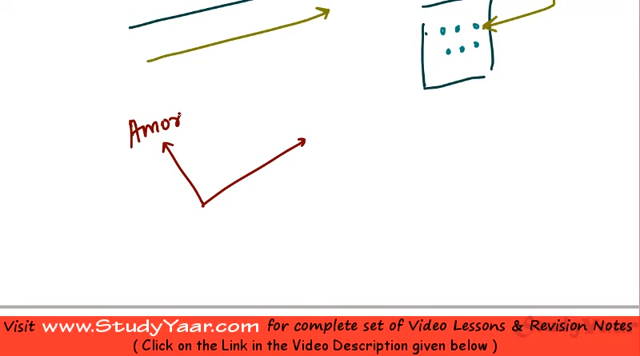 Amor
Visit www.StudyYaar.com for complete set of Video Lessons & Revision Notes
( Click on the Link in the Video Description given below )